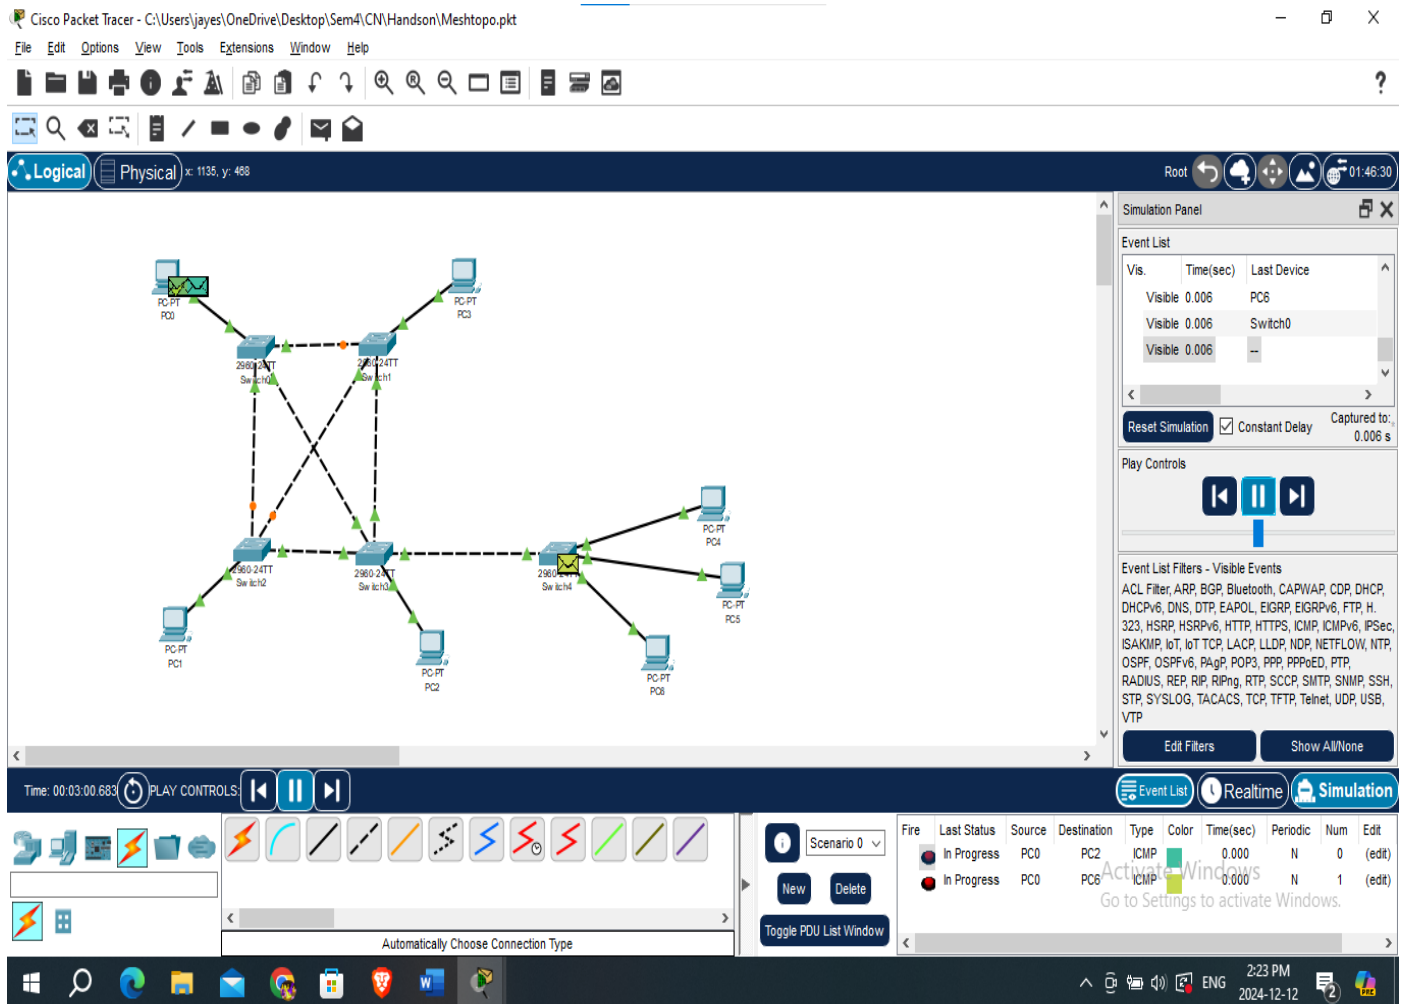 Cisco Packet Tracer - C:\Users\jayes\OneDrive\Desktop\Sem4\CN\Handson\Meshtopo.pkt
File Edit Options View Tools Extensions Window Help
?
Logical Physical x: 1135, y: 468 Root 01:46:30
Simulation Panel
Event List
Vis. Time(sec) Last Device
Visible 0.006 PC6
Visible 0.006 Switch0
Visible 0.006 --
Reset Simulation Constant Delay Captured to:
0.006 s
Play Controls
Event List Filters - Visible Events
ACL Filter, ARP, BGP, Bluetooth, CAPWAP, CDP, DHCP,
DHCPv6, DNS, DTP, EAPOL, EIGRP, EIGRPv6, FTP, H.
323, HSRP, HSRPv6, HTTP, HTTPS, ICMP, ICMPv6, IPSec,
ISAKMP, IoT, IoT TCP, LACP, LLDP, NDP, NETFLOW, NTP,
OSPF, OSPFv6, PAgP, POP3, PPP, PPPoED, PTP,
RADIUS, REP, RIP, RIPng, RTP, SCCP, SMTP, SNMP, SSH,
STP, SYSLOG, TACACS, TCP, TFTP, Telnet, UDP, USB,
VTP
Edit Filters Show All/None
PC-PT
PC0
PC-PT
PC3
2960-24TT
Switch0
2960-24TT
Switch1
2960-24TT
Switch2
2960-24TT
Switch3
2960-24TT
Switch4
PC-PT
PC4
PC-PT
PC5
PC-PT
PC1
PC-PT
PC2
PC-PT
PC6
Time: 00:03:00.683 PLAY CONTROLS: Event List Realtime Simulation
Scenario 0
New Delete
Toggle PDU List Window
Fire Last Status Source Destination Type Color Time(sec) Periodic Num Edit
In Progress PC0 PC2 ICMP 0.000 N 0 (edit)
In Progress PC0 PC6 ICMP 0.000 N 1 (edit)
Activate Windows
Go to Settings to activate Windows.
Automatically Choose Connection Type
ENG 2:23 PM
2024-12-12
2
PRE